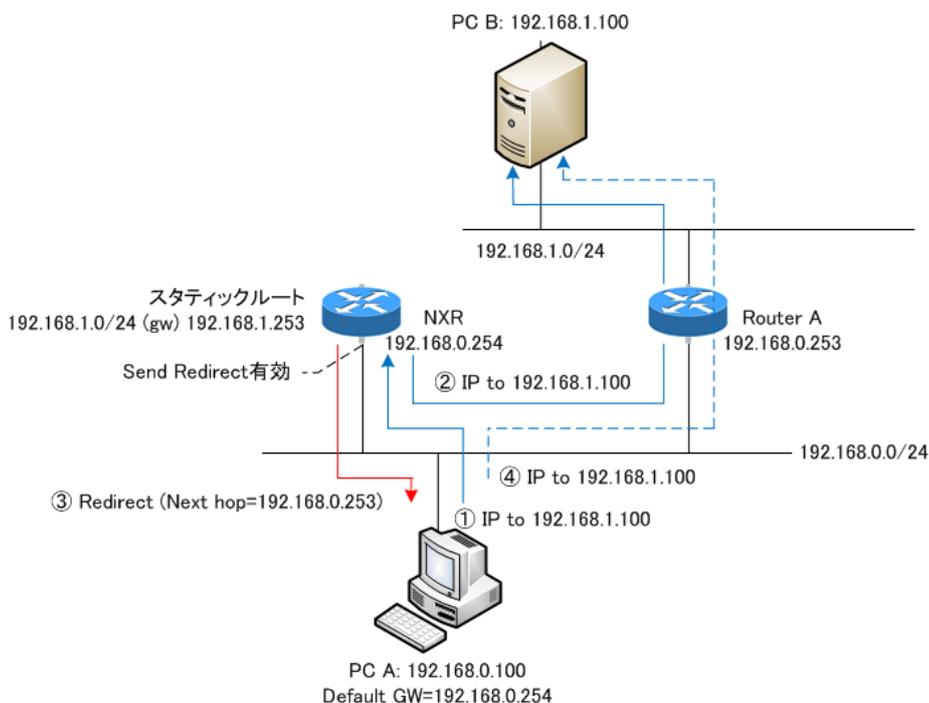 PC B: 192.168.1.100
192.168.1.0/24
スタティックルート
192.168.1.0/24 (gw) 192.168.1.253
NXR
192.168.0.254
Router A
192.168.0.253
Send Redirect有効
② IP to 192.168.1.100
192.168.0.0/24
④ IP to 192.168.1.100
③ Redirect (Next hop=192.168.0.253)
① IP to 192.168.1.100
PC A: 192.168.0.100
Default GW=192.168.0.254